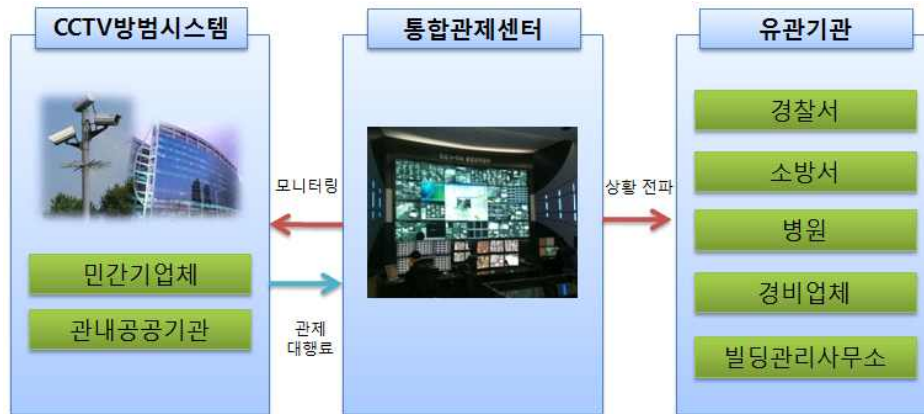 CCTV방범시스템
민간기업체
관내공공기관
모니터링
관제
대행료
통합관제센터
상황 전파
유관기관
경찰서
소방서
병원
경비업체
빌딩관리사무소